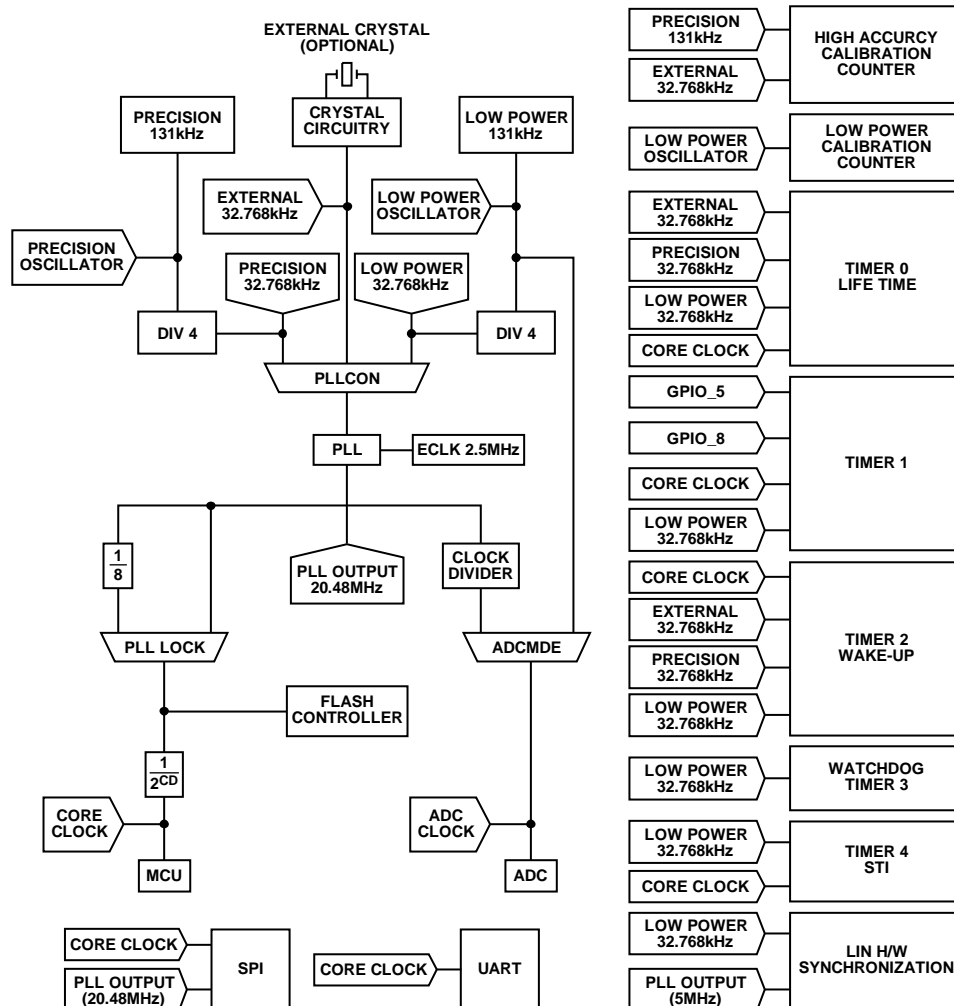 EXTERNAL CRYSTAL
(OPTIONAL)
PRECISION
131kHz
CRYSTAL
CIRCUITRY
LOW POWER
131kHz
EXTERNAL
32.768kHz
LOW POWER
OSCILLATOR
PRECISION
OSCILLATOR
PRECISION
32.768kHz
LOW POWER
32.768kHz
DIV 4
DIV 4
PLLCON
PLL
ECLK 2.5MHz
1
8
PLL OUTPUT
20.48MHz
CLOCK
DIVIDER
PLL LOCK
ADCMDE
FLASH
CONTROLLER
1
2CD
CORE
CLOCK
ADC
CLOCK
MCU
ADC
CORE CLOCK
PLL OUTPUT
(20.48MHz)
SPI
CORE CLOCK
UART
PRECISION
131kHz
EXTERNAL
32.768kHz
HIGH ACCURCY
CALIBRATION
COUNTER
LOW POWER
OSCILLATOR
LOW POWER
CALIBRATION
COUNTER
EXTERNAL
32.768kHz
PRECISION
32.768kHz
LOW POWER
32.768kHz
CORE CLOCK
TIMER 0
LIFE TIME
GPIO_5
GPIO_8
CORE CLOCK
LOW POWER
32.768kHz
TIMER 1
CORE CLOCK
EXTERNAL
32.768kHz
PRECISION
32.768kHz
LOW POWER
32.768kHz
TIMER 2
WAKE-UP
LOW POWER
32.768kHz
WATCHDOG
TIMER 3
LOW POWER
32.768kHz
CORE CLOCK
TIMER 4
STI
LOW POWER
32.768kHz
PLL OUTPUT
(5MHz)
LIN H/W
SYNCHRONIZATION